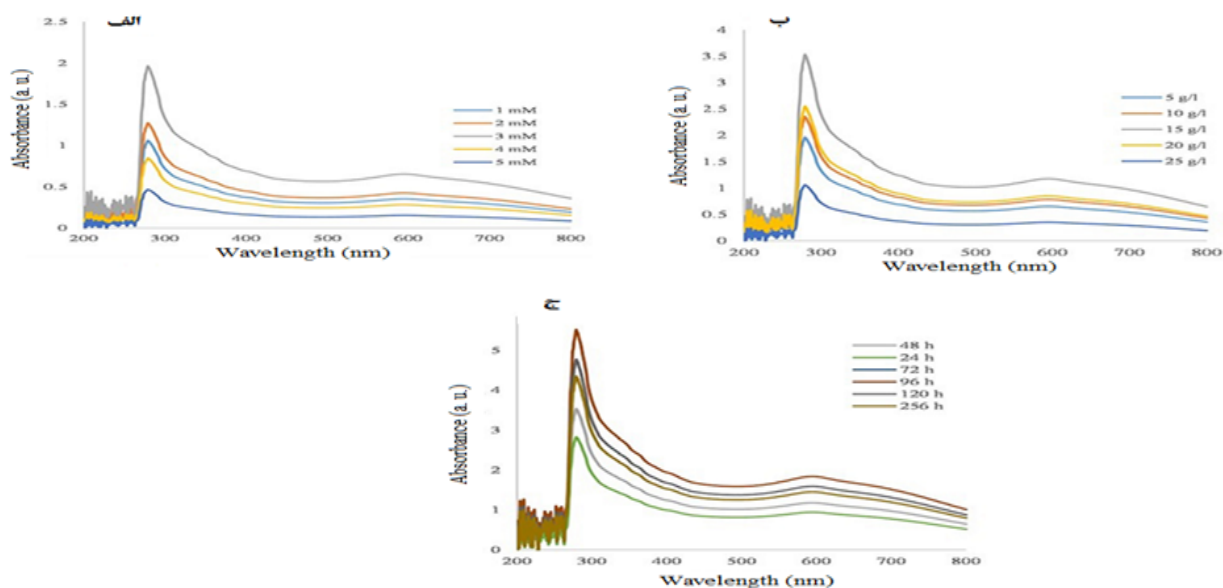 الف
2.5
2
1.5
1
0.5
0
200 300 400 500 600 700 800
Absorbance (a. u.)
Wavelength (nm)
1 mM
2 mM
3 mM
4 mM
5 mM
ب
4
3.5
3
2.5
2
1.5
1
0.5
0
200 300 400 500 600 700 800
Absorbance (a. u.)
Wavelength (nm)
5 g/l
10 g/l
15 g/l
20 g/l
25 g/l
ج
5
4
3
2
1
0
200 300 400 500 600 700 800
Absorbance (a. u.)
Wavelength (nm)
48 h
24 h
72 h
96 h
120 h
256 h